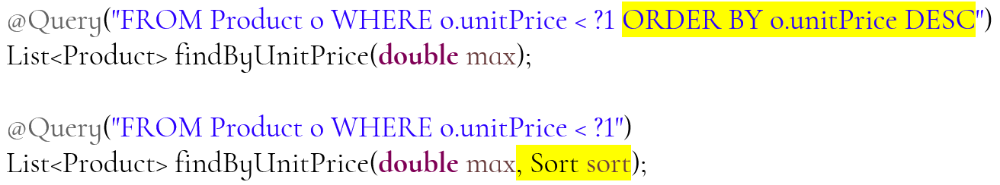 @Query("FROM Product o WHERE o.unitPrice < ?1 ORDER BY o.unitPrice DESC")
List<Product> findByUnitPrice(double max);
@Query("FROM Product o WHERE o.unitPrice < ?1")
List<Product> findByUnitPrice(double max, Sort sort);